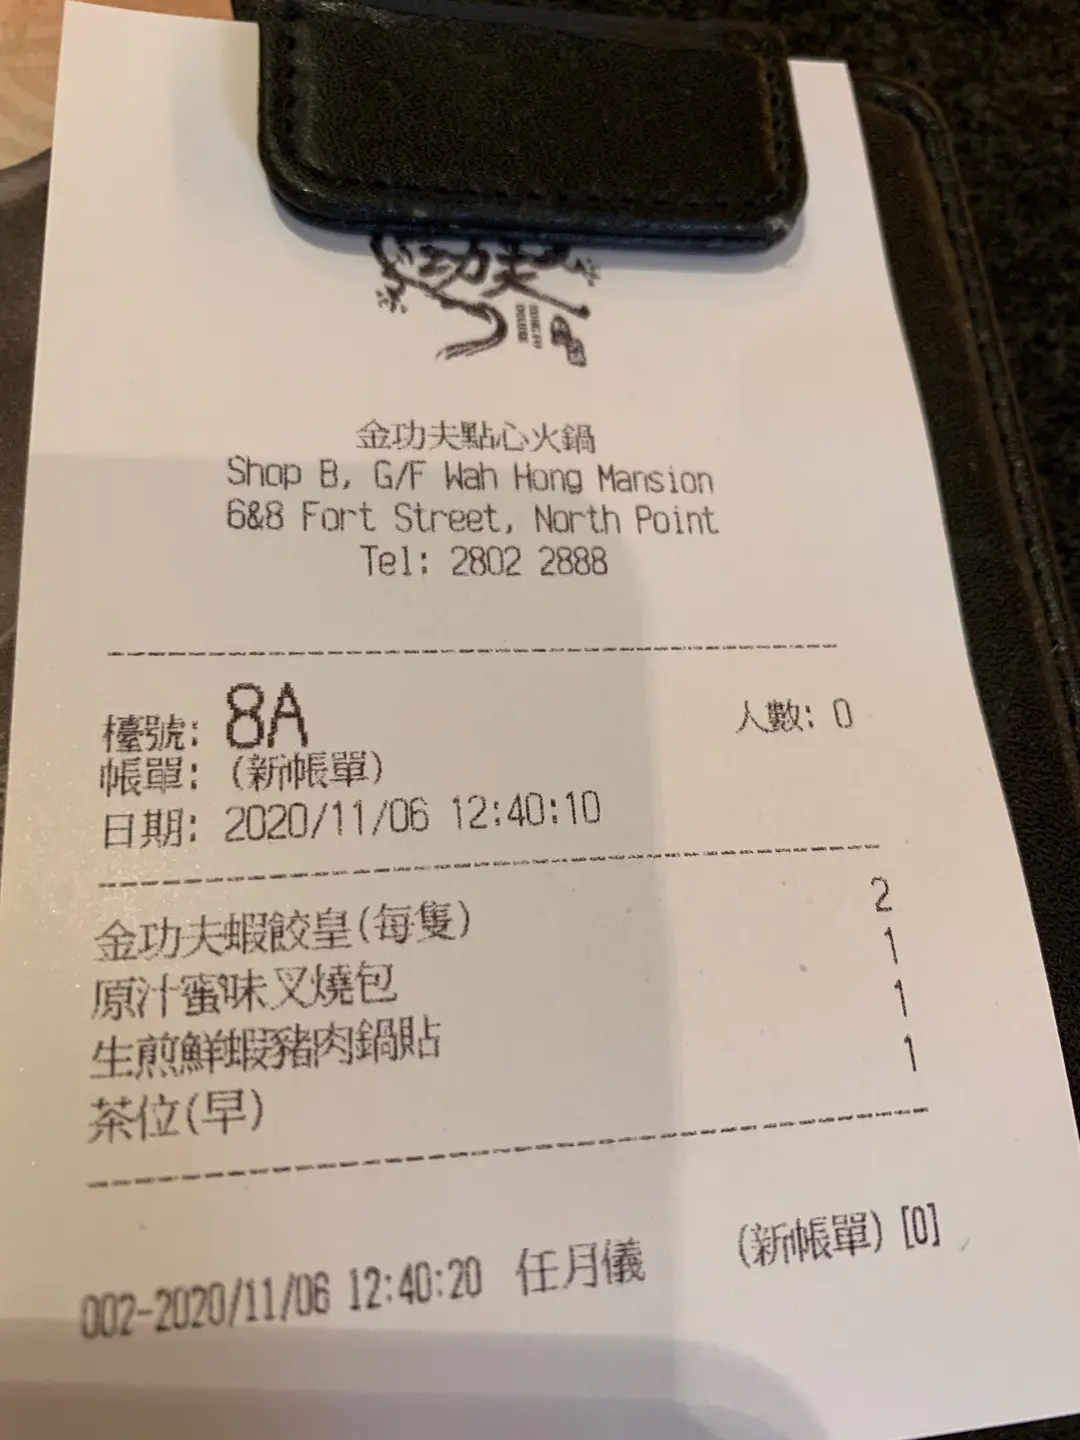 功夫
金功夫點心火鍋
Shop B, G/F Wah Hong Mansion
6&8 Fort Street, North Point
Tel: 2802 2888
檯號: 8A 人數: 0
帳單: (新帳單)
日期: 2020/11/06 12:40:10
金功夫蝦餃皇(每隻) 2
原汁蜜味叉燒包 1
生煎鮮蝦豬肉鍋貼 1
茶位(早) 1
002-2020/11/06 12:40:20 任月儀 (新帳單) [0]